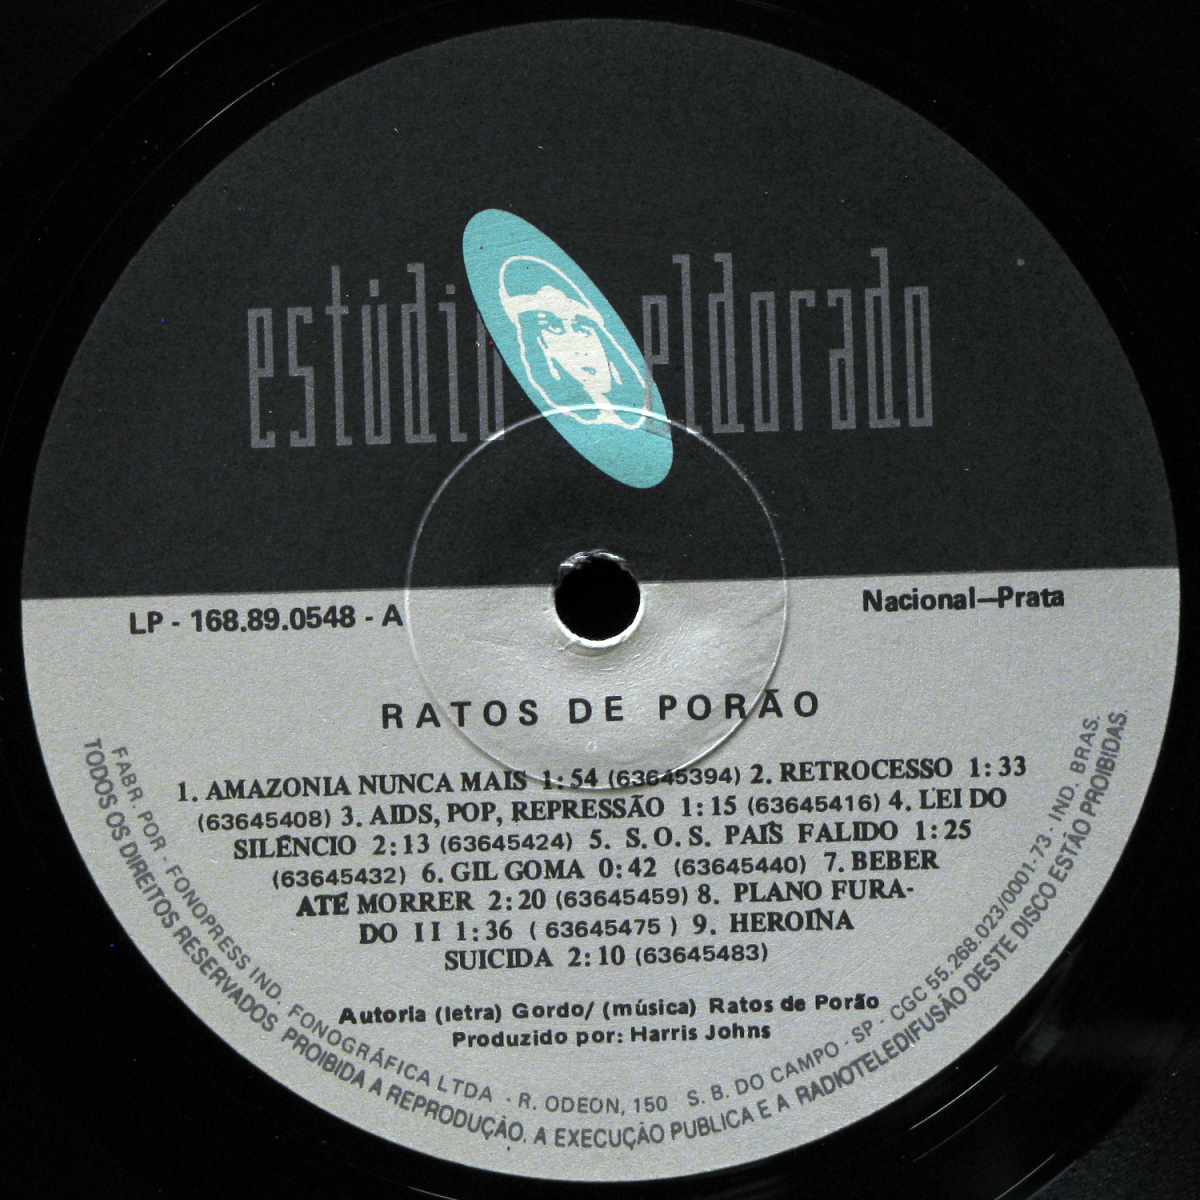 estúdio eldorado
LP - 168.89.0548 - A
Nacional—Prata
RATOS DE PORÃO
1. AMAZONIA NUNCA MAIS 1:54 (63645394) 2. RETROCESSO 1:33
(63645408) 3. AIDS, POP, REPRESSÃO 1:15 (63645416) 4. LEI DO
SILÊNCIO 2:13 (63645424) 5. S.O.S. PAÍS FALIDO 1:25
(63645432) 6. GIL GOMA 0:42 (63645440) 7. BEBER
ATÉ MORRER 2:20 (63645459) 8. PLANO FURA-
DO II 1:36 (63645475) 9. HEROÍNA
SUICIDA 2:10 (63645483)
Autoria (letra) Gordo/ (música) Ratos de Porão
Produzido por: Harris Johns
FABR. POR - FONOPRESS IND. FONOGRÁFICA LTDA - R. ODEON, 150 S. B. DO CAMPO - SP - CGC 55.268.023/0001-73 - IND. BRAS.
TODOS OS DIREITOS RESERVADOS PROIBIDA A REPRODUÇÃO. A EXECUÇÃO PUBLICA E A RADIOTELEDIFUSÃO DESTE DISCO ESTÃO PROIBIDAS.